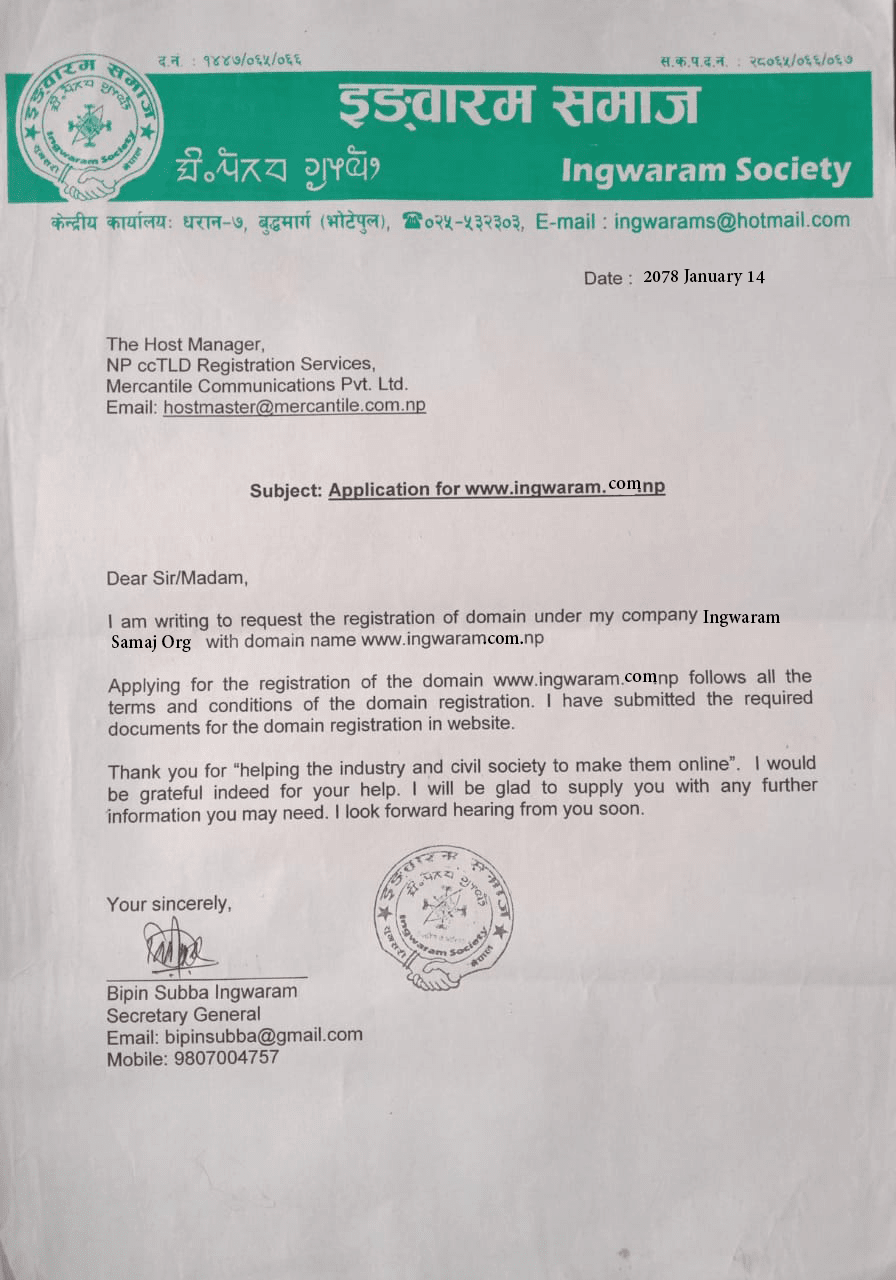 द.नं. : १४४७/०६५/०६६
स.क.प.द.नं. : २८०६५/०६६/०६७
इङ्वारम समाज
Ingwaram Society
इङ्वारम समाज
Ingwaram Society
केन्द्रीय कार्यालयः धरान-७, बुद्धमार्ग (भोटेपुल), ☎०२५-५३२३०३, E-mail : ingwarams@hotmail.com
Date : 2078 January 14
The Host Manager,
NP ccTLD Registration Services,
Mercantile Communications Pvt. Ltd.
Email: hostmaster@mercantile.com.np
Subject: Application for www.ingwaram.comnp
Dear Sir/Madam,
I am writing to request the registration of domain under my company Ingwaram
Samaj Org with domain name www.ingwaramcom.np
Applying for the registration of the domain www.ingwaram.comnp follows all the
terms and conditions of the domain registration. I have submitted the required
documents for the domain registration in website.
Thank you for “helping the industry and civil society to make them online”. I would
be grateful indeed for your help. I will be glad to supply you with any further
information you may need. I look forward hearing from you soon.
Your sincerely,
इङ्वारम समाज
Ingwaram Society
Bipin Subba Ingwaram
Secretary General
Email: bipinsubba@gmail.com
Mobile: 9807004757